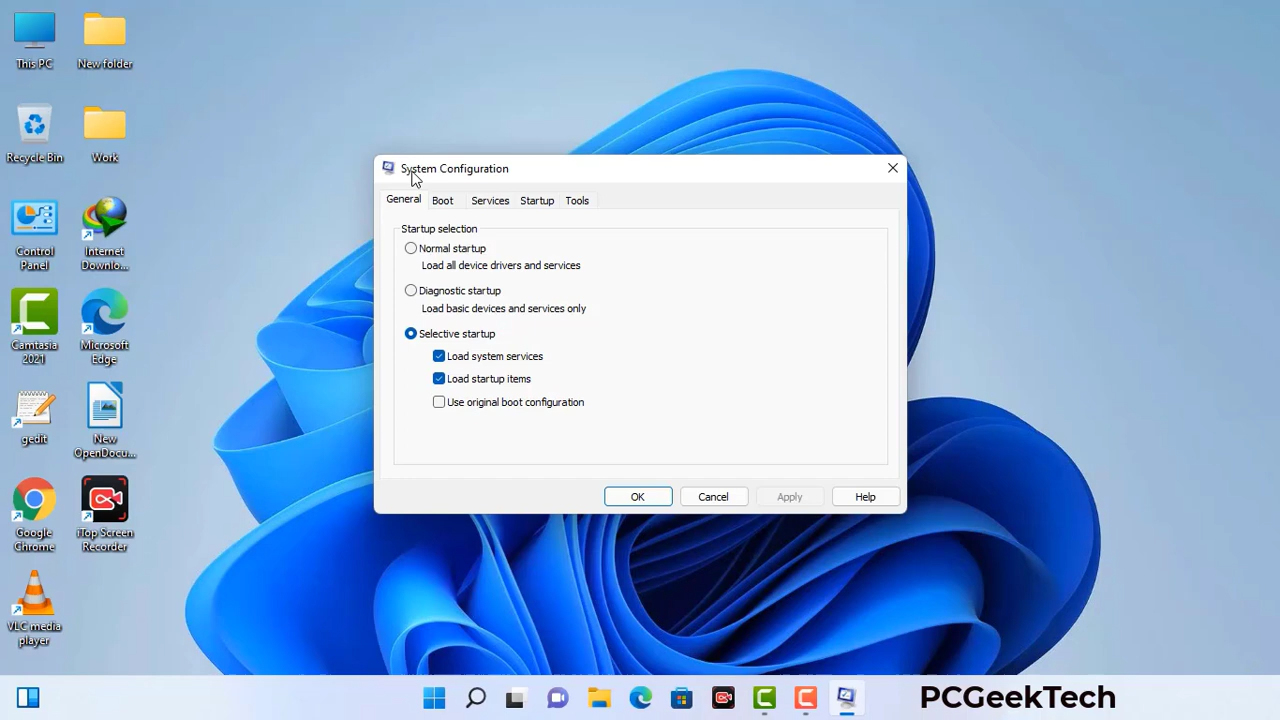 This PC
New folder
Recycle Bin
Work
Control
Panel
Internet
Downlo...
Camtasia
2021
Microsoft
Edge
gedit
New
OpenDocu...
Google
Chrome
iTop Screen
Recorder
VLC media
player
System Configuration
General Boot Services Startup Tools
Startup selection
Normal startup
Load all device drivers and services
Diagnostic startup
Load basic devices and services only
Selective startup
Load system services
Load startup items
Use original boot configuration
OK Cancel Apply Help
PCGeekTech